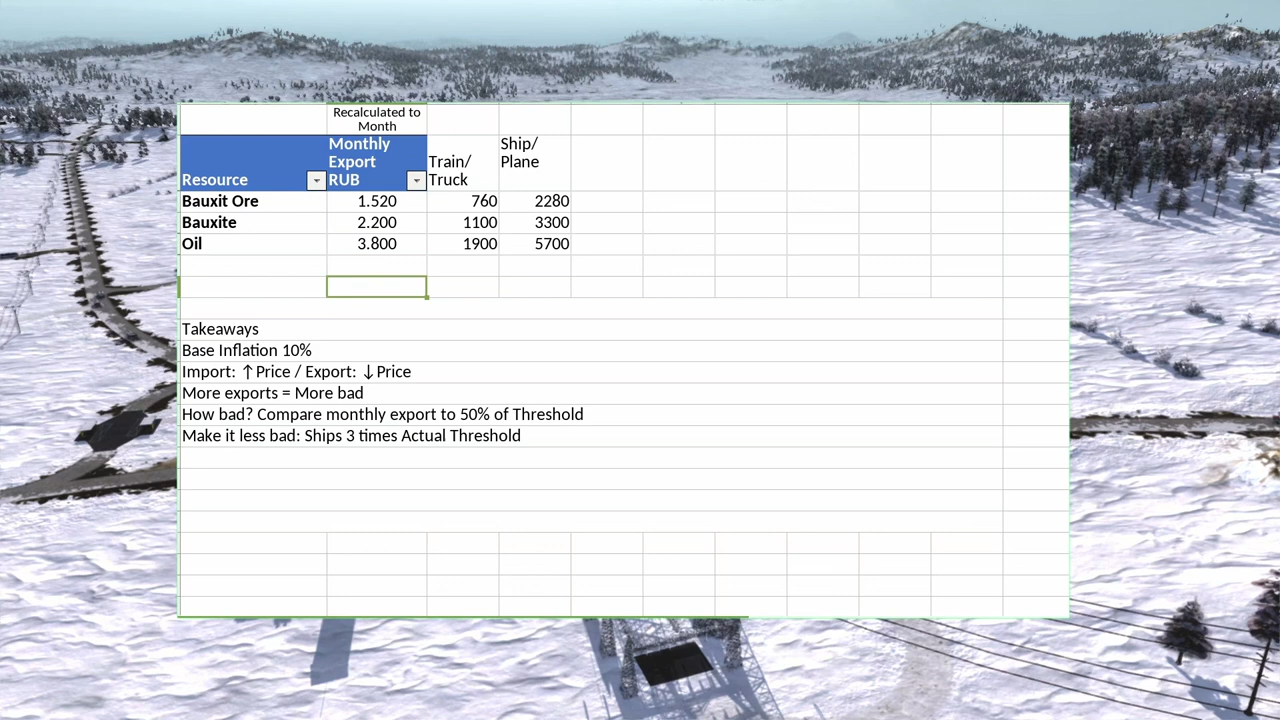 Recalculated to
Month
Resource Monthly Export RUB Train/ Truck Ship/ Plane
Bauxit Ore 1.520 760 2280
Bauxite 2.200 1100 3300
Oil 3.800 1900 5700
Takeaways
Base Inflation 10%
Import: ↑Price / Export: ↓Price
More exports = More bad
How bad? Compare monthly export to 50% of Threshold
Make it less bad: Ships 3 times Actual Threshold